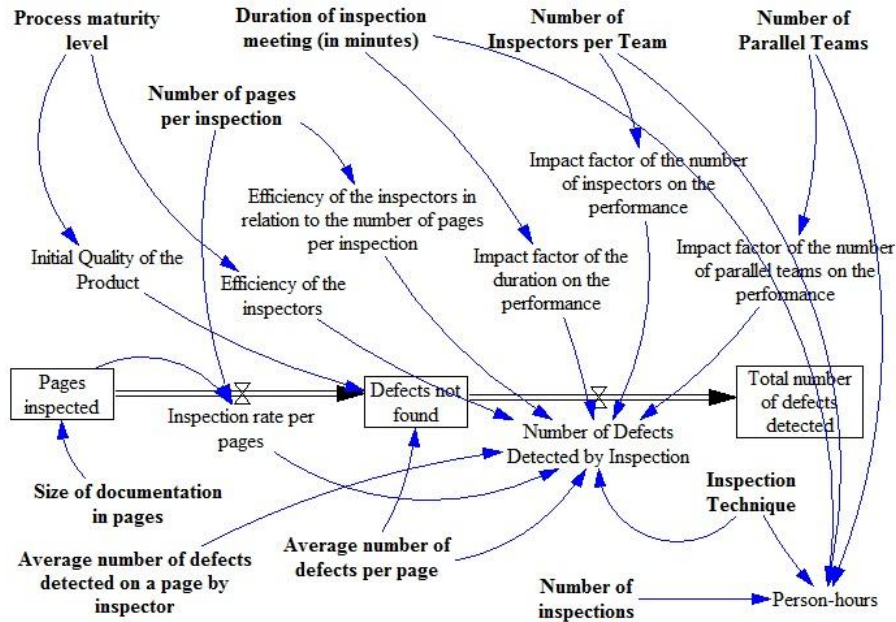 Process maturity
level
Duration of inspection
meeting (in minutes)
Number of
Inspectors per Team
Number of
Parallel Teams
Number of pages
per inspection
Impact factor of the number
of inspectors on the
performance
Efficiency of the inspectors in
relation to the number of pages
per inspection
Initial Quality of the
Product
Efficiency of the
inspectors
Impact factor of the
duration on the
performance
Impact factor of the number
of parallel teams on the
performance
Pages
inspected
Inspection rate per
pages
Defects not
found
Number of Defects
Detected by Inspection
Total number
of defects
detected
Size of documentation
in pages
Inspection
Technique
Average number of defects
detected on a page by
inspector
Average number of
defects per page
Number of
inspections
Person-hours